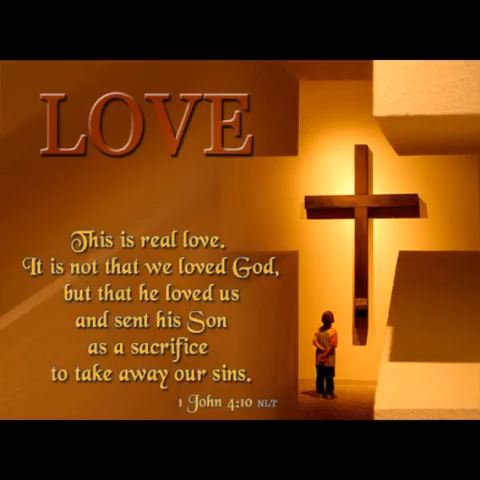 LOVE
This is real love.
It is not that we loved God,
but that he loved us
and sent his Son
as a sacrifice
to take away our sins.
1 John 4:10 NLT